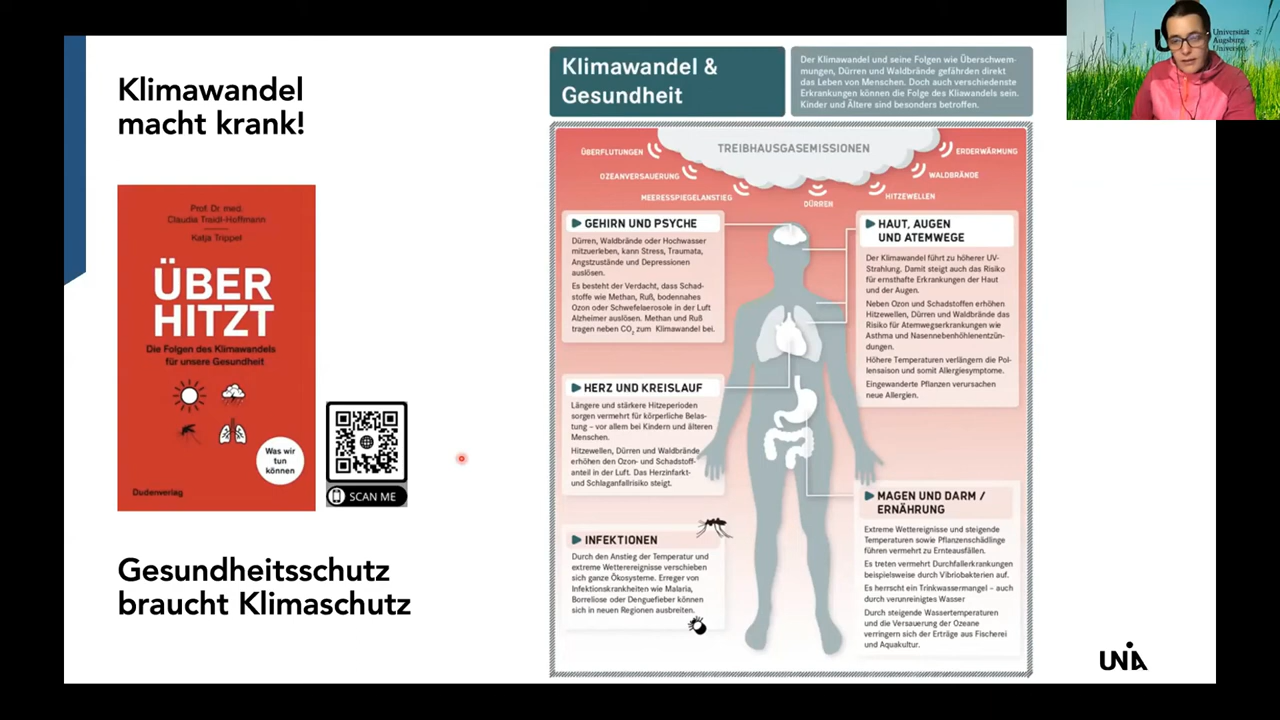 Klimawandel
macht krank!
Prof. Dr. med.
Claudia Traidl-Hoffmann
Katja Trippel
ÜBER
HITZT
Die Folgen des Klimawandels
für unsere Gesundheit
Was wir
tun
können
Dudenverlag
SCAN ME
Gesundheitsschutz
braucht Klimaschutz
Klimawandel &
Gesundheit
Der Klimawandel und seine Folgen wie Überschwem-
mungen, Dürren und Waldbrände gefährden direkt
das Leben von Menschen. Doch auch verschiedenste
Erkrankungen können die Folge des Kliawandels sein.
Kinder und Ältere sind besonders betroffen.
TREIBHAUSGASEMISSIONEN
ÜBERFLUTUNGEN
OZEANVERSAUERUNG
MEERESSPIEGELANSTIEG
DÜRREN
HITZEWELLEN
WALDBRÄNDE
ERDERWÄRMUNG
GEHIRN UND PSYCHE
Dürren, Waldbrände oder Hochwasser
mitzuerleben, kann Stress, Traumata,
Angstzustände und Depressionen
auslösen.
Es besteht der Verdacht, dass Schad-
stoffe wie Methan, Ruß, bodennahes
Ozon oder Schwefelaerosole in der Luft
Alzheimer auslösen. Methan und Ruß
tragen neben CO₂ zum Klimawandel bei.
HERZ UND KREISLAUF
Längere und stärkere Hitzeperioden
sorgen vermehrt für körperliche Belas-
tung – vor allem bei Kindern und älteren
Menschen.
Hitzewellen, Dürren und Waldbrände
erhöhen den Ozon- und Schadstoff-
anteil in der Luft. Das Herzinfarkt-
und Schlaganfallrisiko steigt.
INFEKTIONEN
Durch den Anstieg der Temperatur und
extreme Wetterereignisse verschieben
sich ganze Ökosysteme. Erreger von
Infektionskrankheiten wie Malaria,
Borreliose oder Denguefieber können
sich in neuen Regionen ausbreiten.
HAUT, AUGEN
UND ATEMWEGE
Der Klimawandel führt zu höherer UV-
Strahlung. Damit steigt auch das Risiko
für ernsthafte Erkrankungen der Haut
und der Augen.
Neben Ozon und Schadstoffen erhöhen
Hitzewellen, Dürren und Waldbrände das
Risiko für Atemwegserkrankungen wie
Asthma und Nasennebenhöhlenentzün-
dungen.
Höhere Temperaturen verlängern die Pol-
lensaison und somit Allergiesymptome.
Eingewanderte Pflanzen verursachen
neue Allergien.
MAGEN UND DARM /
ERNÄHRUNG
Extreme Wettereignisse und steigende
Temperaturen sowie Pflanzenschädlinge
führen vermehrt zu Ernteausfällen.
Es treten vermehrt Durchfallerkrankungen
beispielsweise durch Vibriobakterien auf.
Es herrscht ein Trinkwassermangel – auch
durch verunreinigtes Wasser
Durch steigende Wassertemperaturen
und die Versauerung der Ozeane
verringern sich der Erträge aus Fischerei
und Aquakultur.
Universität
Augsburg
University
UNIA